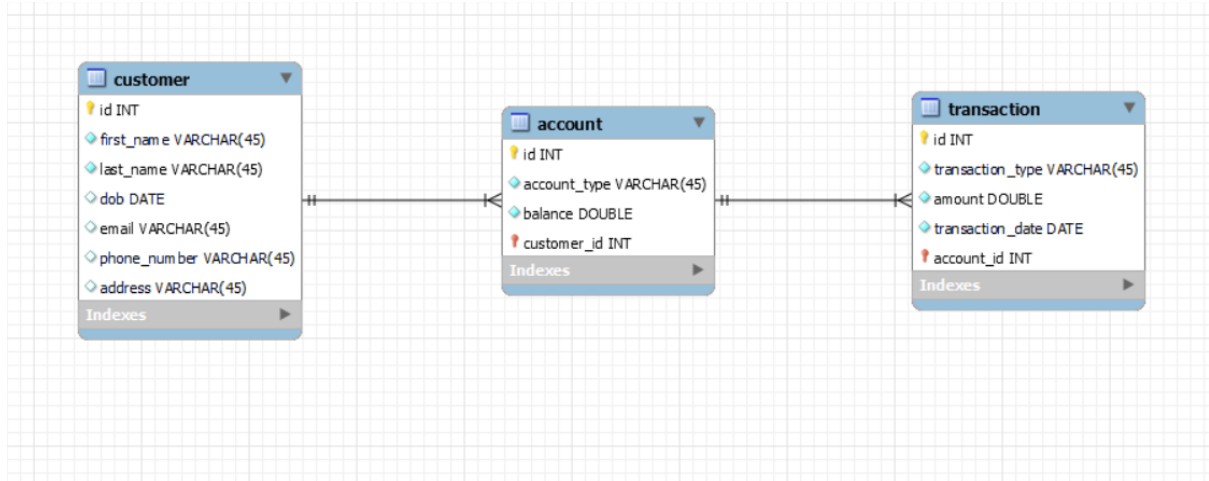 customer
id INT
first_name VARCHAR(45)
last_name VARCHAR(45)
dob DATE
email VARCHAR(45)
phone_number VARCHAR(45)
address VARCHAR(45)
Indexes
account
id INT
account_type VARCHAR(45)
balance DOUBLE
customer_id INT
Indexes
transaction
id INT
transaction_type VARCHAR(45)
amount DOUBLE
transaction_date DATE
account_id INT
Indexes